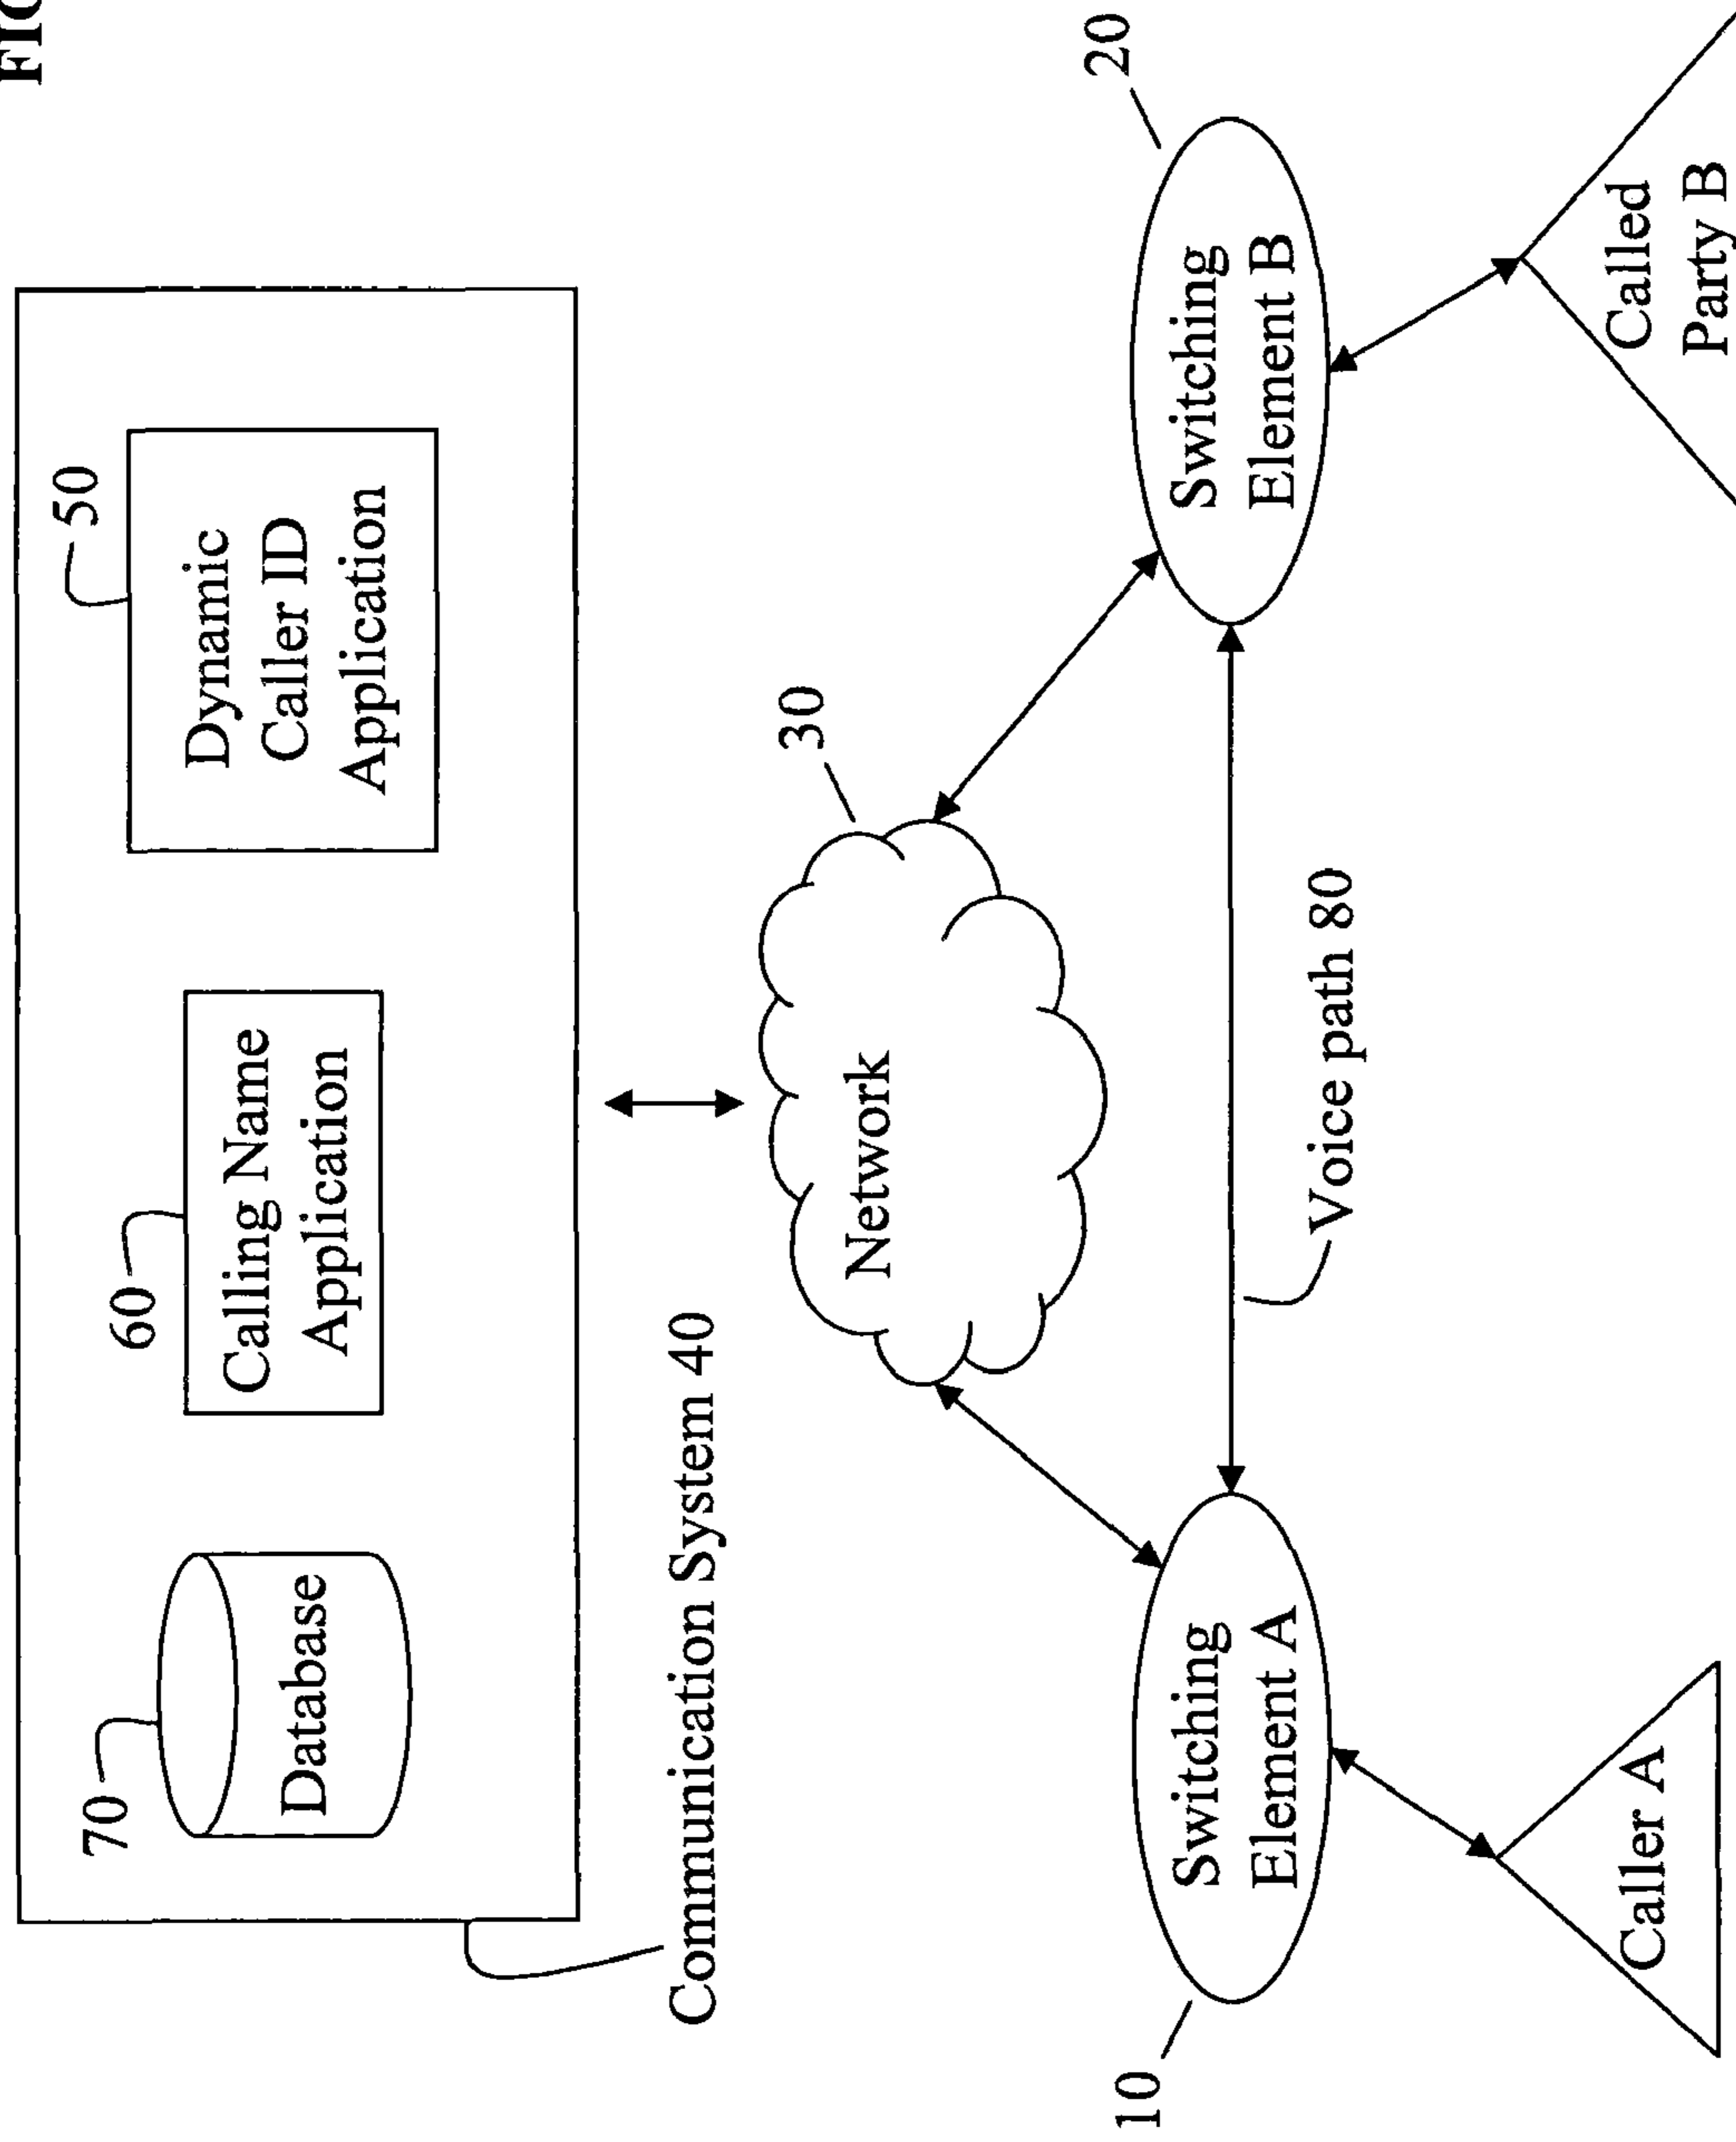 FIG
70
Database
60
Calling Name
Application
50
Dynamic
Caller ID
Application
Communication System 40
Network
30
10
Switching
Element A
Switching
Element B
20
Voice path 80
Caller A
Called
Party B